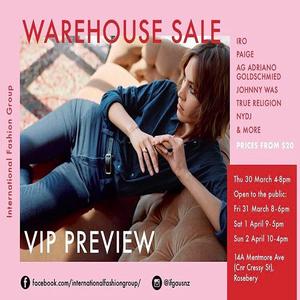 WAREHOUSE SALE
IRO
PAIGE
AG ADRIANO
GOLDSCHMIED
JOHNNY WAS
TRUE RELIGION
NYDJ
& MORE
PRICES FROM $20
International Fashion Group
Thu 30 March 4-8pm
Open to the public:
Fri 31 March 8-6pm
Sat 1 April 9-5pm
Sun 2 April 10-4pm
14A Mentmore Ave
(Cnr Cressy St),
Rosebery
VIP PREVIEW
facebook.com/internationalfashiongroup/
@ifgausnz